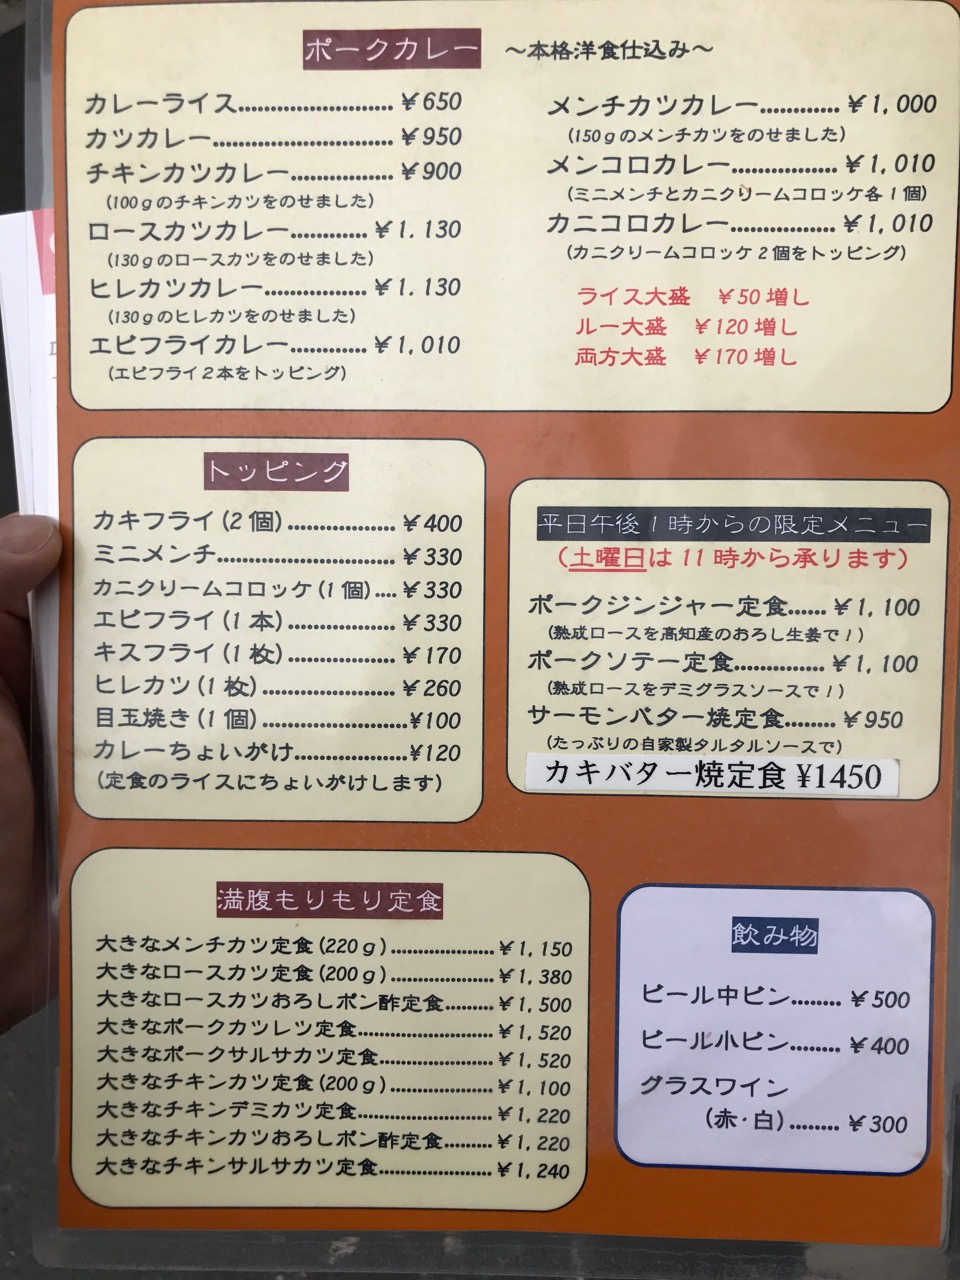 ポークカレー ～本格洋食仕込み～
カレーライス........................¥650
カツカレー............................¥950
チキンカツカレー................¥900
(100gのチキンカツをのせました)
ロースカツカレー............¥1.130
(130gのロースカツをのせました)
ヒレカツカレー................¥1.130
(130gのヒレカツをのせました)
エビフライカレー............¥1,010
(エビフライ2本をトッピング)
メンチカツカレー............¥1,000
(150gのメンチカツをのせました)
メンコロカレー................¥1,010
(ミニメンチとカニクリームコロッケ各1個)
カニコロカレー................¥1,010
(カニクリームコロッケ2個をトッピング)
ライス大盛 ¥50増し
ルー大盛 ¥120増し
両方大盛 ¥170増し
トッピング
カキフライ(2個)..................¥400
ミニメンチ..............................¥330
カニクリームコロッケ(1個)....¥330
エビフライ(1本)..................¥330
キスフライ(1枚)..................¥170
ヒレカツ(1枚)......................¥260
目玉焼き(1個).........................¥100
カレーちょいがけ...................¥120
(定食のライスにちょいがけします)
平日午後1時からの限定メニュー
(土曜日は11時から承ります)
ポークジンジャー定食......¥1,100
(熟成ロースを高知産のおろし生姜で!)
ポークソテー定食..............¥1,100
(熟成ロースをデミグラスソースで!)
サーモンバター焼定食........¥950
(たっぷりの自家製タルタルソースで)
カキバター焼定食 ¥1450
満腹もりもり定食
大きなメンチカツ定食(220g)..................¥1,150
大きなロースカツ定食(200g)..................¥1,380
大きなロースカツおろしポン酢定食.........¥1,500
大きなポークカツレツ定食........................¥1,520
大きなポークサルサカツ定食....................¥1,520
大きなチキンカツ定食(200g)..................¥1,100
大きなチキンデミカツ定食........................¥1,220
大きなチキンカツおろしポン酢定食.........¥1,220
大きなチキンサルサカツ定食....................¥1,240
飲み物
ビール中ビン........¥500
ビール小ビン........¥400
グラスワイン
(赤・白)........¥300